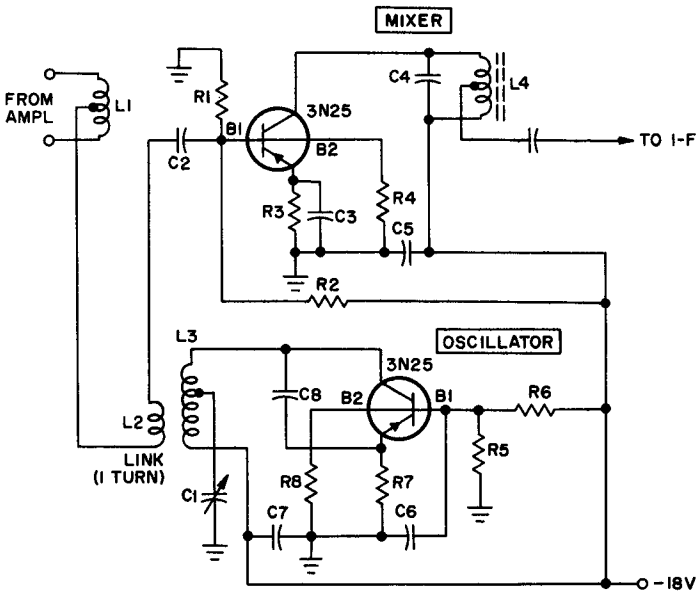 MIXER
FROM
AMPL
L1
R1
3N25
C4
L4
B1
B2
C2
TO I-F
R3
C3
R4
C5
R2
L3
OSCILLATOR
3N25
C8
B2
B1
R6
L2
LINK
(1 TURN)
C1
R8
R7
R5
C7
C6
-18V